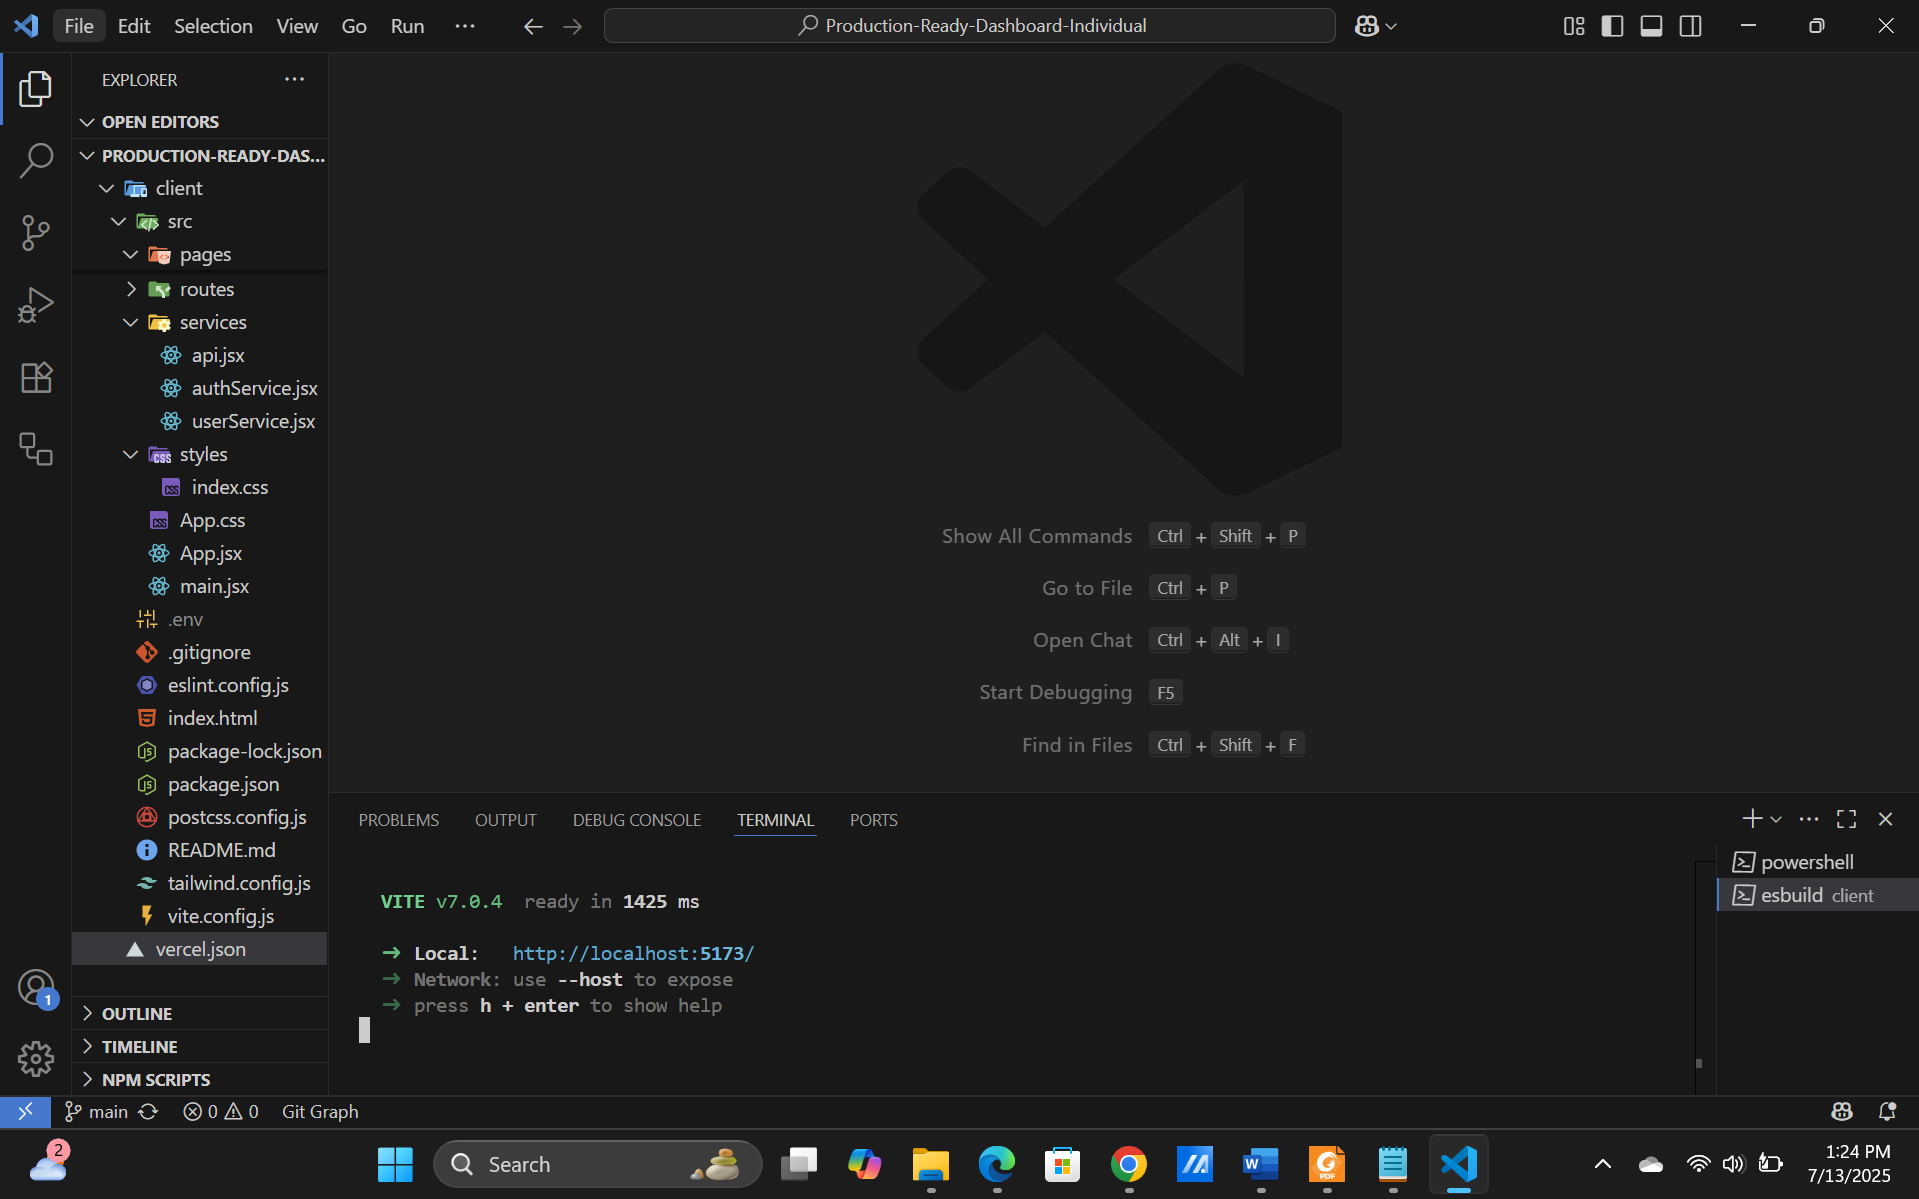 File Edit Selection View Go Run ···
Production-Ready-Dashboard-Individual
EXPLORER
OPEN EDITORS
PRODUCTION-READY-DAS...
client
src
pages
routes
services
api.jsx
authService.jsx
userService.jsx
styles
index.css
App.css
App.jsx
main.jsx
.env
.gitignore
eslint.config.js
index.html
package-lock.json
package.json
postcss.config.js
README.md
tailwind.config.js
vite.config.js
vercel.json
OUTLINE
TIMELINE
NPM SCRIPTS
Show All Commands Ctrl + Shift + P
Go to File Ctrl + P
Open Chat Ctrl + Alt + I
Start Debugging F5
Find in Files Ctrl + Shift + F
PROBLEMS OUTPUT DEBUG CONSOLE TERMINAL PORTS
VITE v7.0.4 ready in 1425 ms
➜ Local: http://localhost:5173/
➜ Network: use --host to expose
➜ press h + enter to show help
powershell
esbuild client
1
main 0 0 Git Graph
2
Search
W
PDF
1:24 PM
7/13/2025